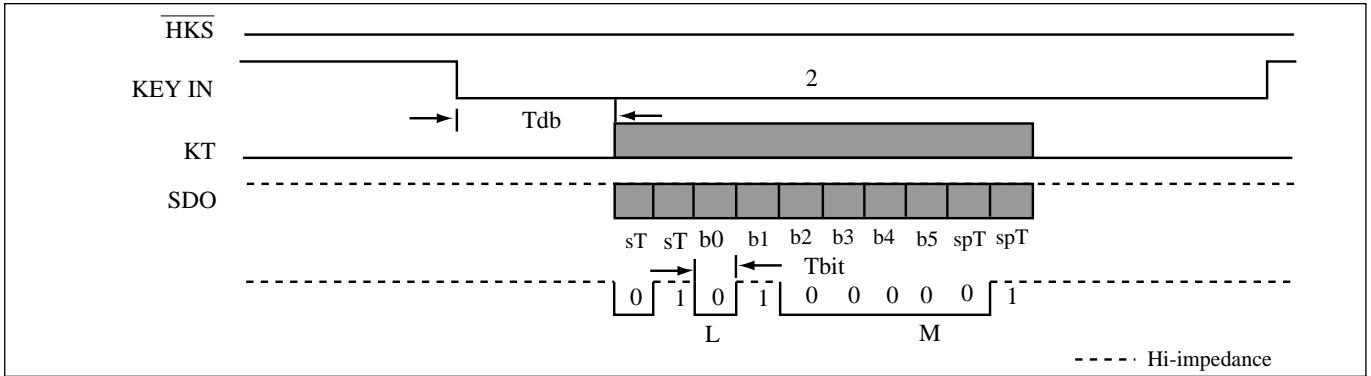 HKS
KEY IN 2
Tdb
KT
SDO
sT sT b0 b1 b2 b3 b4 b5 spT spT
Tbit
0 1 0 1 0 0 0 0 0 1
L M
Hi-impedance